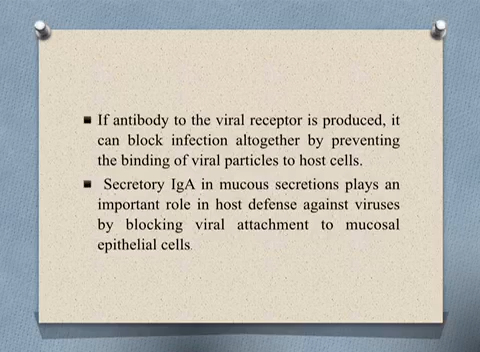 If antibody to the viral receptor is produced, it
can block infection altogether by preventing
the binding of viral particles to host cells.
Secretory IgA in mucous secretions plays an
important role in host defense against viruses
by blocking viral attachment to mucosal
epithelial cells.